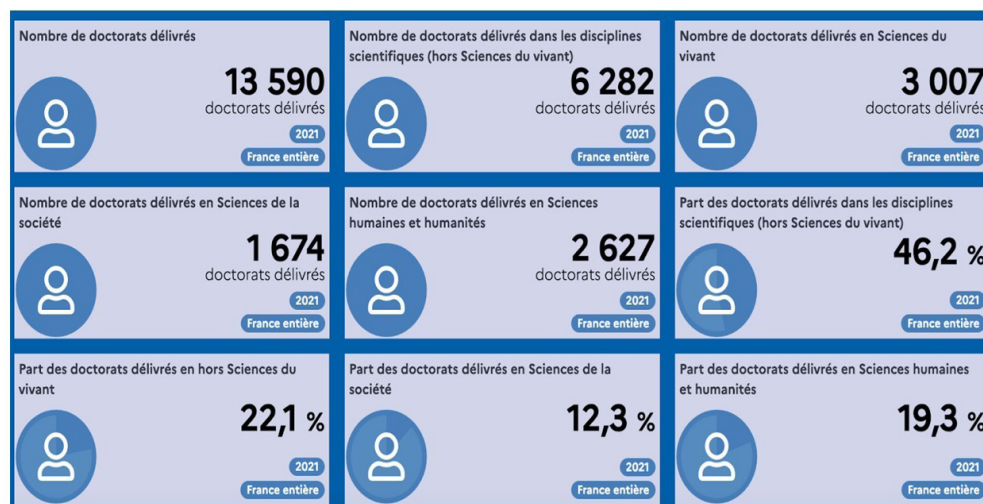 Nombre de doctorats délivrés
13 590
doctorats délivrés
2021
France entière
Nombre de doctorats délivrés dans les disciplines
scientifiques (hors Sciences du vivant)
6 282
doctorats délivrés
2021
France entière
Nombre de doctorats délivrés en Sciences du
vivant
3 007
doctorats délivrés
2021
France entière
Nombre de doctorats délivrés en Sciences de la
société
1 674
doctorats délivrés
2021
France entière
Nombre de doctorats délivrés en Sciences
humaines et humanités
2 627
doctorats délivrés
2021
France entière
Part des doctorats délivrés dans les disciplines
scientifiques (hors Sciences du vivant)
46,2 %
2021
France entière
Part des doctorats délivrés en hors Sciences du
vivant
22,1 %
2021
France entière
Part des doctorats délivrés en Sciences de la
société
12,3 %
2021
France entière
Part des doctorats délivrés en Sciences humaines
et humanités
19,3 %
2021
France entière